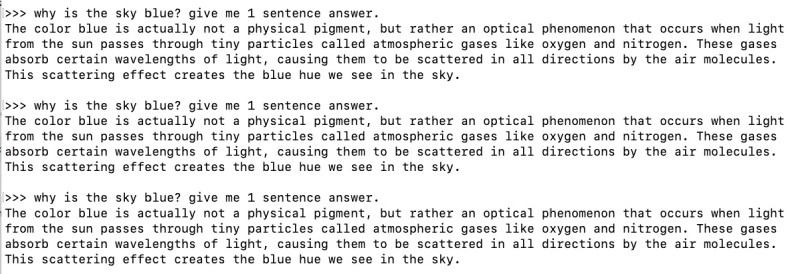 >>> why is the sky blue? give me 1 sentence answer.
The color blue is actually not a physical pigment, but rather an optical phenomenon that occurs when light
from the sun passes through tiny particles called atmospheric gases like oxygen and nitrogen. These gases
absorb certain wavelengths of light, causing them to be scattered in all directions by the air molecules.
This scattering effect creates the blue hue we see in the sky.
>>> why is the sky blue? give me 1 sentence answer.
The color blue is actually not a physical pigment, but rather an optical phenomenon that occurs when light
from the sun passes through tiny particles called atmospheric gases like oxygen and nitrogen. These gases
absorb certain wavelengths of light, causing them to be scattered in all directions by the air molecules.
This scattering effect creates the blue hue we see in the sky.
>>> why is the sky blue? give me 1 sentence answer.
The color blue is actually not a physical pigment, but rather an optical phenomenon that occurs when light
from the sun passes through tiny particles called atmospheric gases like oxygen and nitrogen. These gases
absorb certain wavelengths of light, causing them to be scattered in all directions by the air molecules.
This scattering effect creates the blue hue we see in the sky.